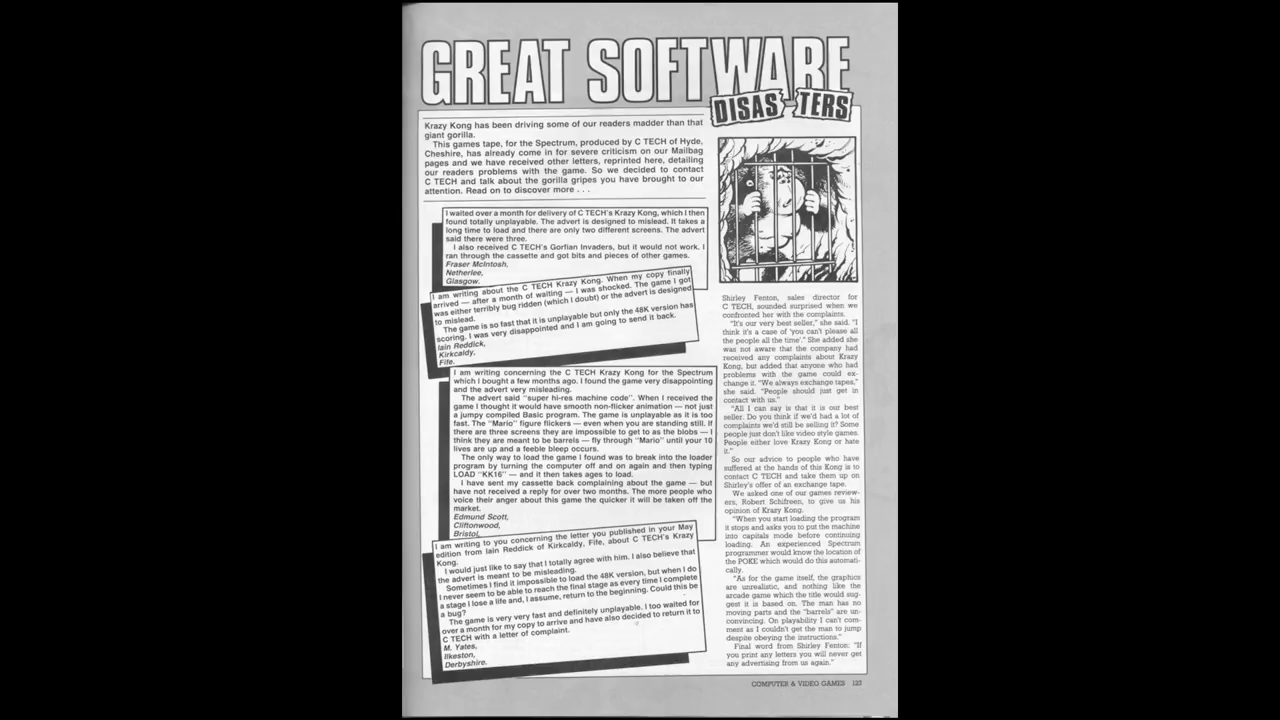 GREAT SOFTWARE
DISAS TERS
Krazy Kong has been driving some of our readers madder than that
giant gorilla.
This games tape, for the Spectrum, produced by C TECH of Hyde,
Cheshire, has already come in for severe criticism on our Mailbag
pages and we have received other letters, reprinted here, detailing
our readers problems with the game. So we decided to contact
C TECH and talk about the gorilla gripes you have brought to our
attention. Read on to discover more . . .
I waited over a month for delivery of C TECH's Krazy Kong, which I then
found totally unplayable. The advert is designed to mislead. It takes a
long time to load and there are only two different screens. The advert
said there were three.
I also received C TECH's Gorfian Invaders, but it would not work. I
ran through the cassette and got bits and pieces of other games.
Fraser McIntosh,
Netherlee,
Glasgow.
I am writing about the C TECH Krazy Kong. When my copy finally
arrived — after a month of waiting — I was shocked. The game I got
was either terribly bug ridden (which I doubt) or the advert is designed
to mislead.
The game is so fast that it is unplayable but only the 48K version has
scoring. I was very disappointed and I am going to send it back.
Iain Reddick,
Kirkcaldy,
Fife.
I am writing concerning the C TECH Krazy Kong for the Spectrum
which I bought a few months ago. I found the game very disappointing
and the advert very misleading.
The advert said "super hi-res machine code". When I received the
game I thought it would have smooth non-flicker animation — not just
a jumpy compiled Basic program. The game is unplayable as it is too
fast. The "Mario" figure flickers — even when you are standing still. If
there are three screens they are impossible to get to as the blobs — I
think they are meant to be barrels — fly through "Mario" until your 10
lives are up and a feeble bleep occurs.
The only way to load the game I found was to break into the loader
program by turning the computer off and on again and then typing
LOAD "KK16" — and it then takes ages to load.
I have sent my cassette back complaining about the game — but
have not received a reply for over two months. The more people who
voice their anger about this game the quicker it will be taken off the
market.
Edmund Scott,
Cliftonwood,
Bristol.
I am writing to you concerning the letter you published in your May
edition from Iain Reddick of Kirkcaldy, Fife, about C TECH's Krazy
Kong.
I would just like to say that I totally agree with him. I also believe that
the advert is meant to be misleading.
Sometimes I find it impossible to load the 48K version, but when I do
I never seem to be able to reach the final stage as every time I complete
a stage I lose a life and, I assume, return to the beginning. Could this be
a bug?
The game is very very fast and definitely unplayable. I too waited for
over a month for my copy to arrive and have also decided to return it to
C TECH with a letter of complaint.
M. Yates,
Ilkeston,
Derbyshire.
Shirley Fenton, sales director for
C TECH, sounded surprised when we
confronted her with the complaints.
"It's our very best seller," she said. "I
think it's a case of 'you can't please all
the people all the time'." She added she
was not aware that the company had
received any complaints about Krazy
Kong, but added that anyone who had
problems with the game could ex-
change it. "We always exchange tapes,"
she said. "People should just get in
contact with us."
"All I can say is that it is our best
seller. Do you think if we'd had a lot of
complaints we'd still be selling it? Some
people just don't like video style games.
People either love Krazy Kong or hate
it."
So our advice to people who have
suffered at the hands of this Kong is to
contact C TECH and take them up on
Shirley's offer of an exchange tape.
We asked one of our games review-
ers, Robert Schifreen, to give us his
opinion of Krazy Kong.
"When you start loading the program
it stops and asks you to put the machine
into capitals mode before continuing
loading. An experienced Spectrum
programmer would know the location of
the POKE which would do this automati-
cally.
"As for the game itself, the graphics
are unrealistic, and nothing like the
arcade game which the title would sug-
gest it is based on. The man has no
moving parts and the "barrels" are un-
convincing. On playability I can't com-
ment as I couldn't get the man to jump
despite obeying the instructions."
Final word from Shirley Fenton: "If
you print any letters you will never get
any advertising from us again."
COMPUTER & VIDEO GAMES 123